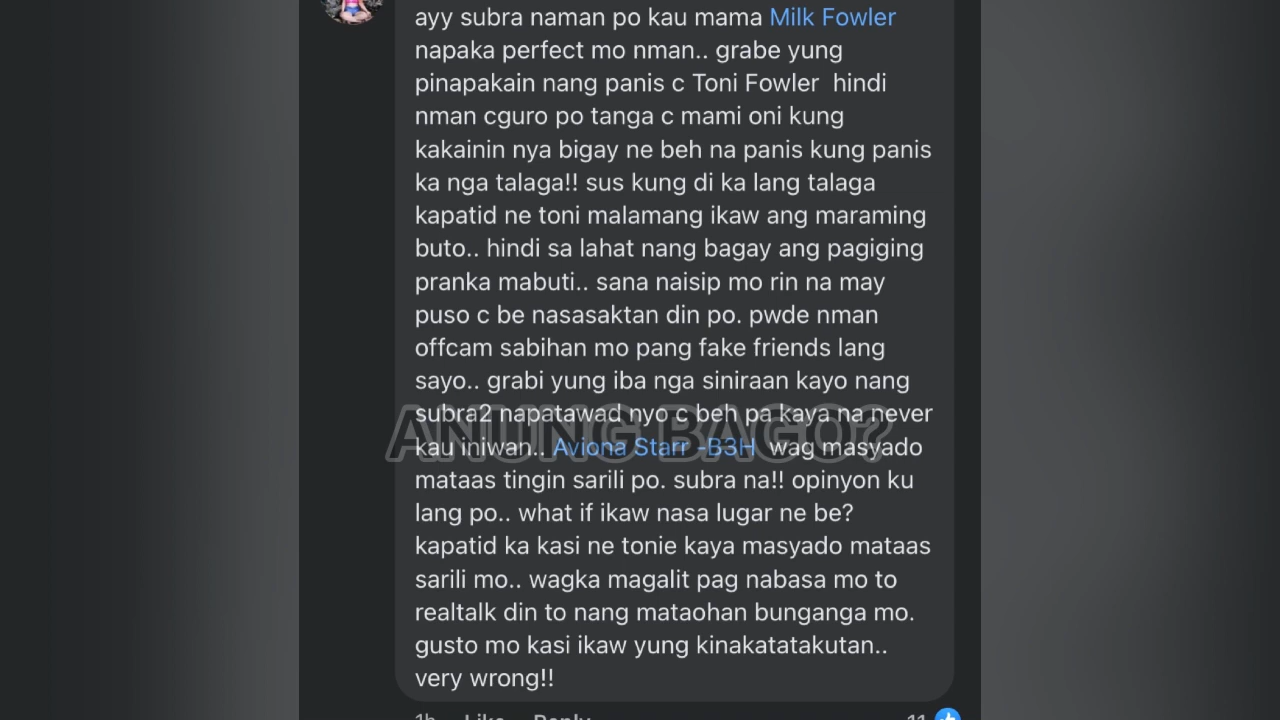 ayy subra naman po kau mama Milk Fowler
napaka perfect mo nman.. grabe yung
pinapakain nang panis c Toni Fowler hindi
nman cguro po tanga c mami oni kung
kakainin nya bigay ne beh na panis kung panis
ka nga talaga!! sus kung di ka lang talaga
kapatid ne toni malamang ikaw ang maraming
buto.. hindi sa lahat nang bagay ang pagiging
pranka mabuti.. sana naisip mo rin na may
puso c be nasasaktan din po. pwde nman
offcam sabihan mo pang fake friends lang
sayo.. grabi yung iba nga siniraan kayo nang
subra2 napatawad nyo c beh pa kaya na never
ANUNG BAGO?
kau iniwan.. Aviona Starr -B3H wag masyado
mataas tingin sarili po. subra na!! opinyon ku
lang po.. what if ikaw nasa lugar ne be?
kapatid ka kasi ne tonie kaya masyado mataas
sarili mo.. wagka magalit pag nabasa mo to
realtalk din to nang mataohan bunganga mo.
gusto mo kasi ikaw yung kinakatatakutan..
very wrong!!
1h Like Reply 11